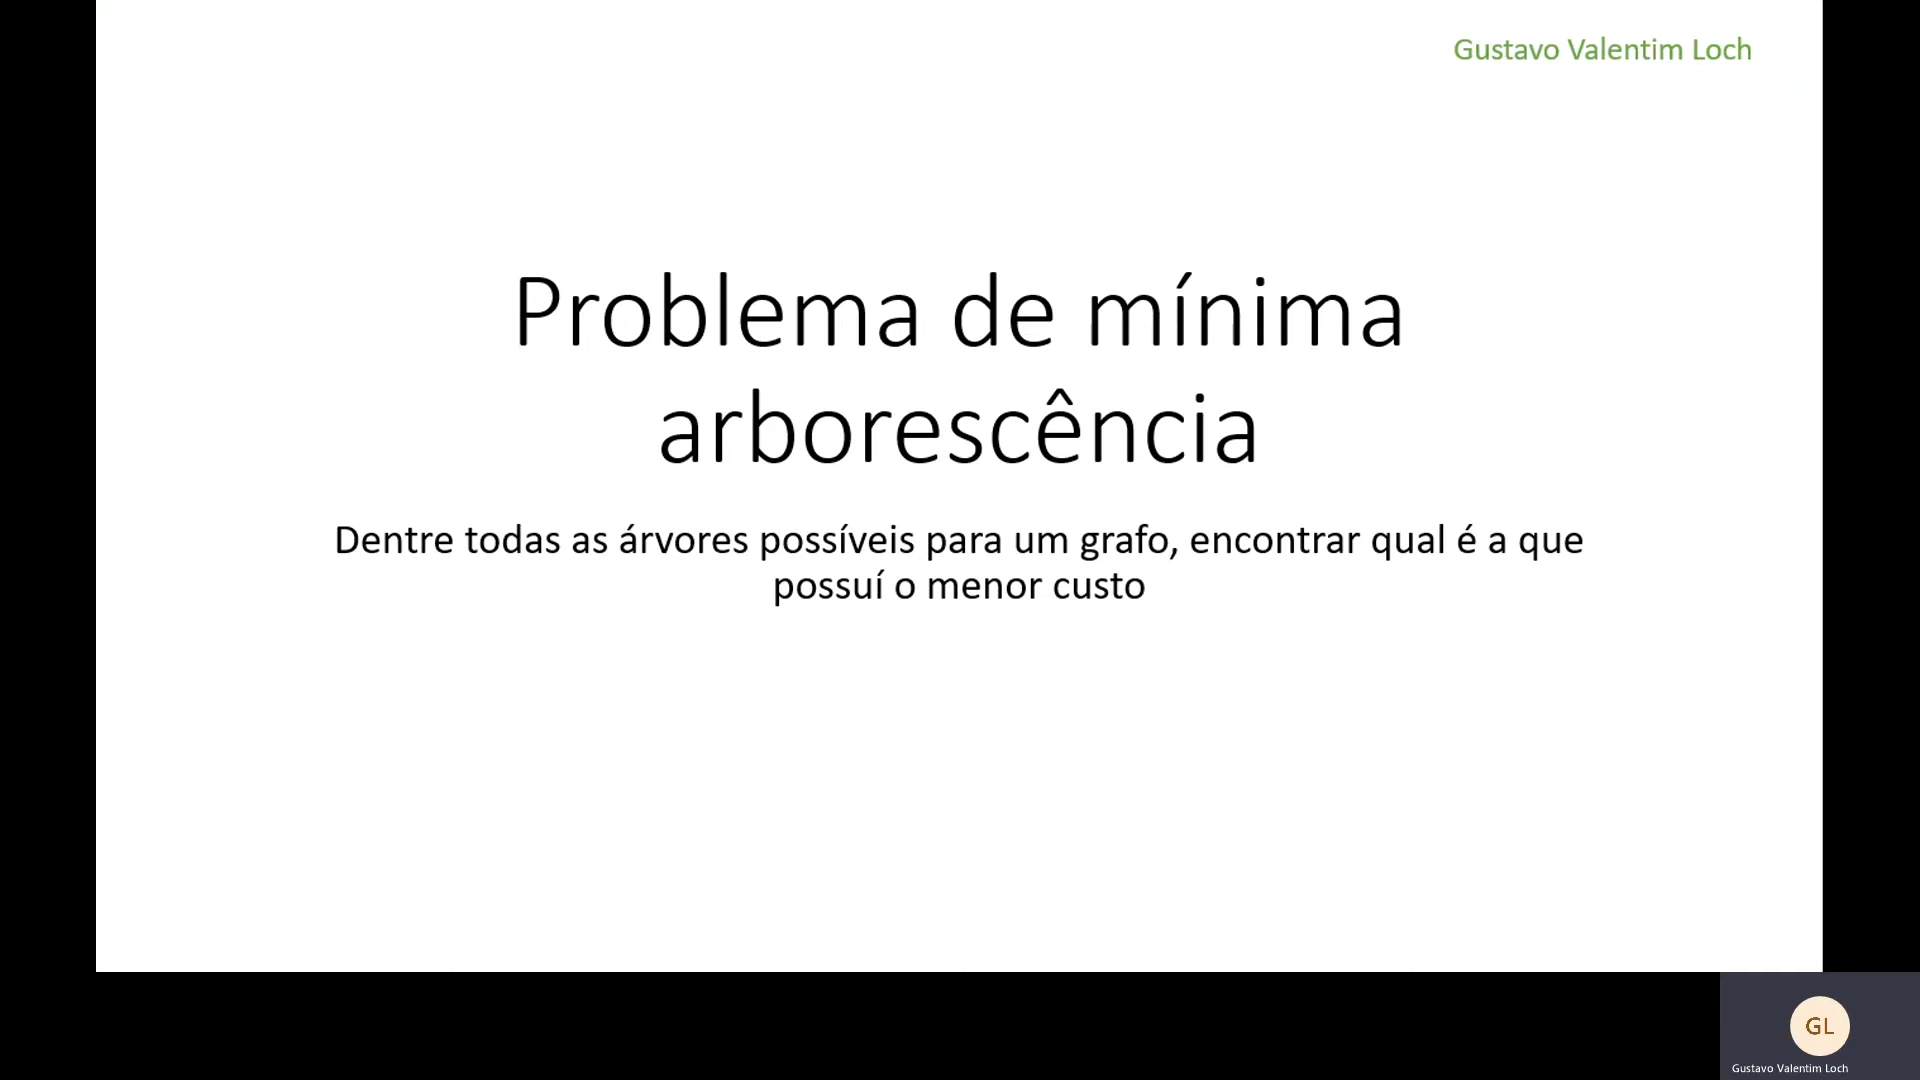 Gustavo Valentim Loch
Problema de mínima
arborescência
Dentre todas as árvores possíveis para um grafo, encontrar qual é a que
possuí o menor custo
GL
Gustavo Valentim Loch